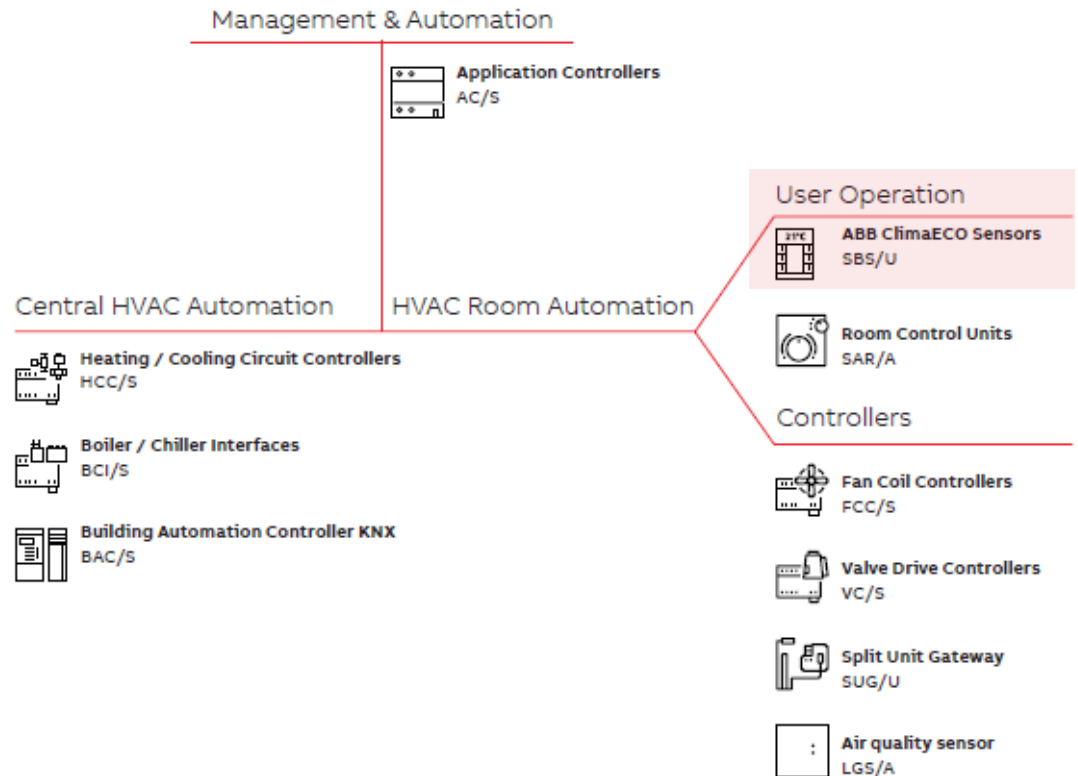 Management & Automation
Application Controllers
AC/S
User Operation
21°C
ABB ClimaECO Sensors
SBS/U
Central HVAC Automation
HVAC Room Automation
Room Control Units
SAR/A
Heating / Cooling Circuit Controllers
HCC/S
Boiler / Chiller Interfaces
BCI/S
Building Automation Controller KNX
BAC/S
Controllers
Fan Coil Controllers
FCC/S
Valve Drive Controllers
VC/S
Split Unit Gateway
SUG/U
Air quality sensor
LGS/A